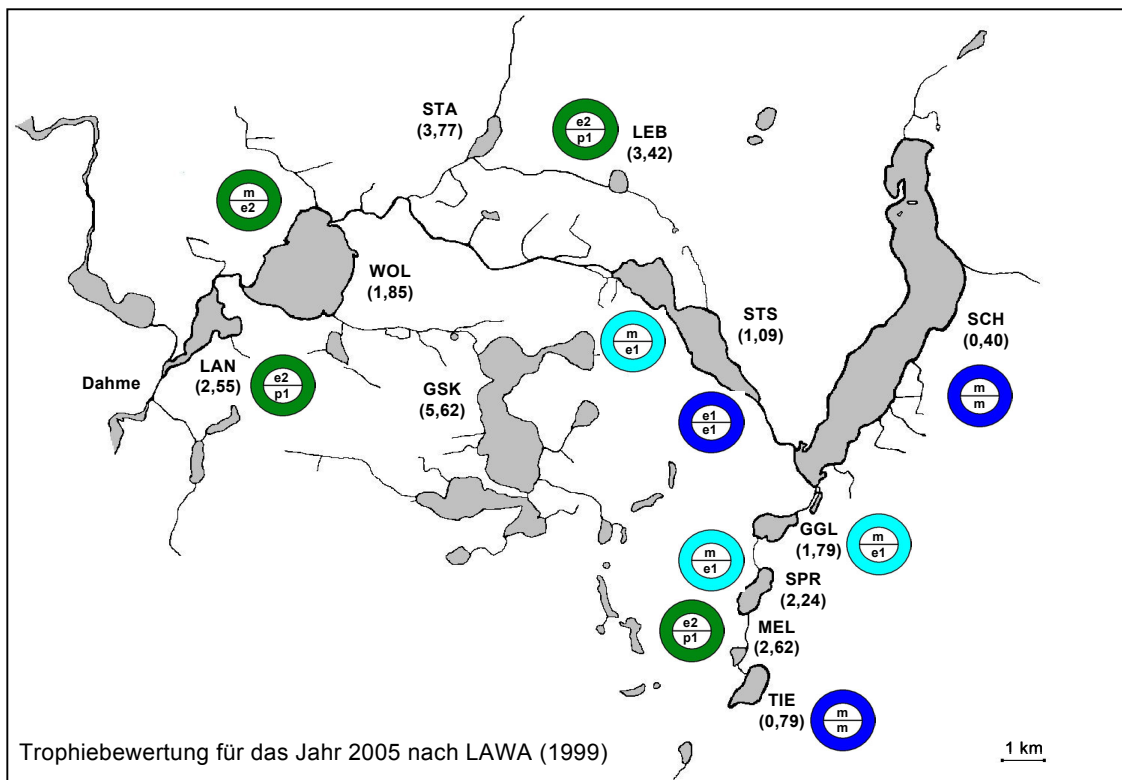 STA
(3,77)
e2
p1
LEB
(3,42)
m
e2
WOL
(1,85)
STS
(1,09)
SCH
(0,40)
m
e1
LAN
(2,55)
Dahme
e2
p1
GSK
(5,62)
e1
e1
m
m
GGL
(1,79)
m
e1
m
e1
SPR
(2,24)
e2
p1
MEL
(2,62)
TIE
(0,79)
m
m
Trophiebewertung für das Jahr 2005 nach LAWA (1999)
1 km